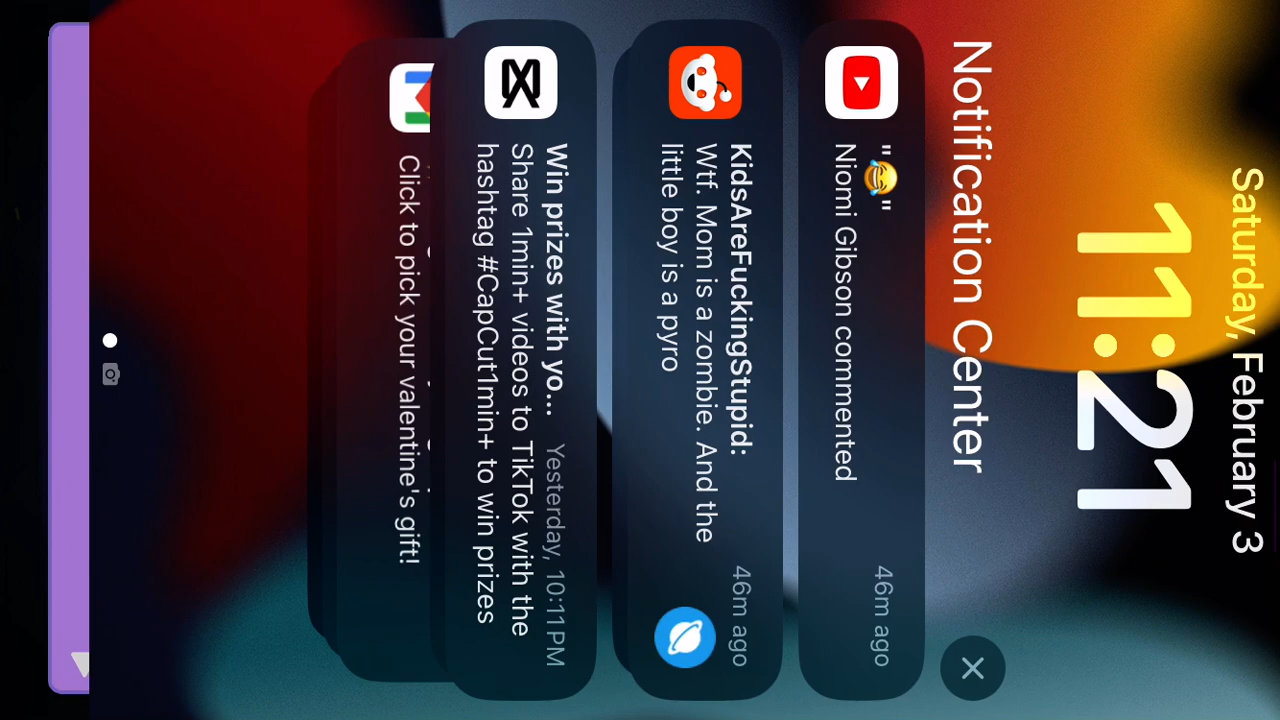 Saturday, February 3
11:21
Notification Center
"😂"
46m ago
Niomi Gibson commented
KidsAreFuckingStupid:
46m ago
Wtf. Mom is a zombie. And the
little boy is a pyro
Win prizes with yo...
Yesterday, 10:11 PM
Share 1min+ videos to TikTok with the
hashtag #CapCut1min+ to win prizes
Click to pick your valentine's gift!